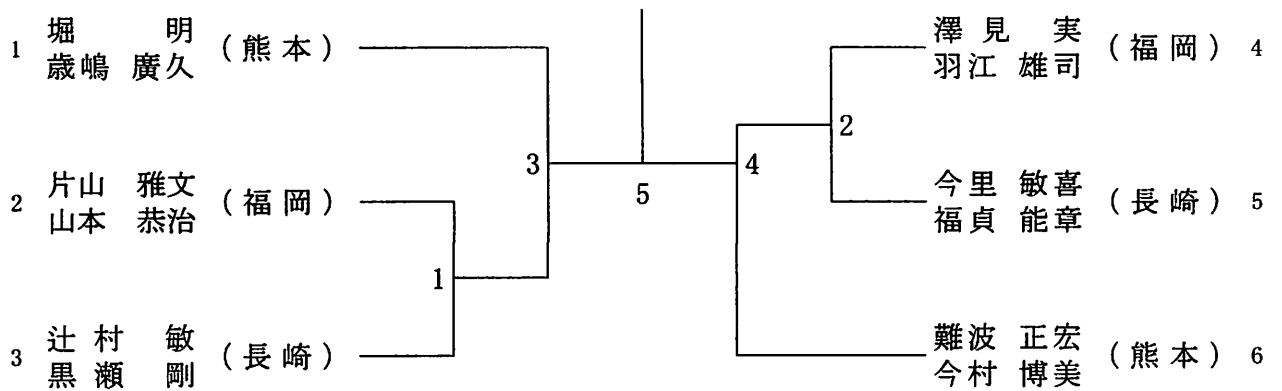 1 堀 明 (熊本)
歳嶋 廣久
2 片山 雅文 (福岡)
山本 恭治
3 辻村 敏 (長崎)
黒瀬 剛
1
3
5
4
2
澤見 実 (福岡) 4
羽江 雄司
今里 敏喜 (長崎) 5
福貞 能章
難波 正宏 (熊本) 6
今村 博美